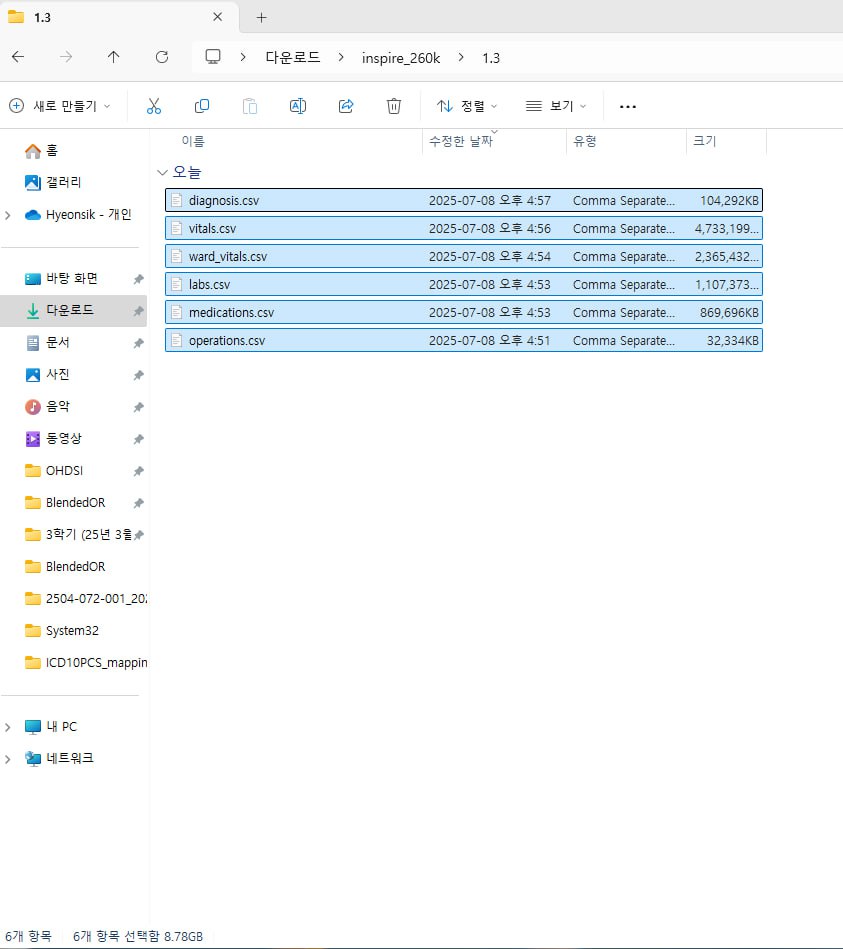 1.3
다운로드 > inspire_260k > 1.3
새로 만들기 정렬 보기
이름 수정한 날짜 유형 크기
오늘
diagnosis.csv 2025-07-08 오후 4:57 Comma Separate... 104,292KB
vitals.csv 2025-07-08 오후 4:56 Comma Separate... 4,733,199...
ward_vitals.csv 2025-07-08 오후 4:54 Comma Separate... 2,365,432...
labs.csv 2025-07-08 오후 4:53 Comma Separate... 1,107,373...
medications.csv 2025-07-08 오후 4:53 Comma Separate... 869,696KB
operations.csv 2025-07-08 오후 4:51 Comma Separate... 32,334KB
홈
갤러리
Hyeonsik - 개인
바탕 화면
다운로드
문서
사진
음악
동영상
OHDSI
BlendedOR
3학기 (25년 3월
BlendedOR
2504-072-001_202
System32
ICD10PCS_mappin
내 PC
네트워크
6개 항목 6개 항목 선택함 8.78GB